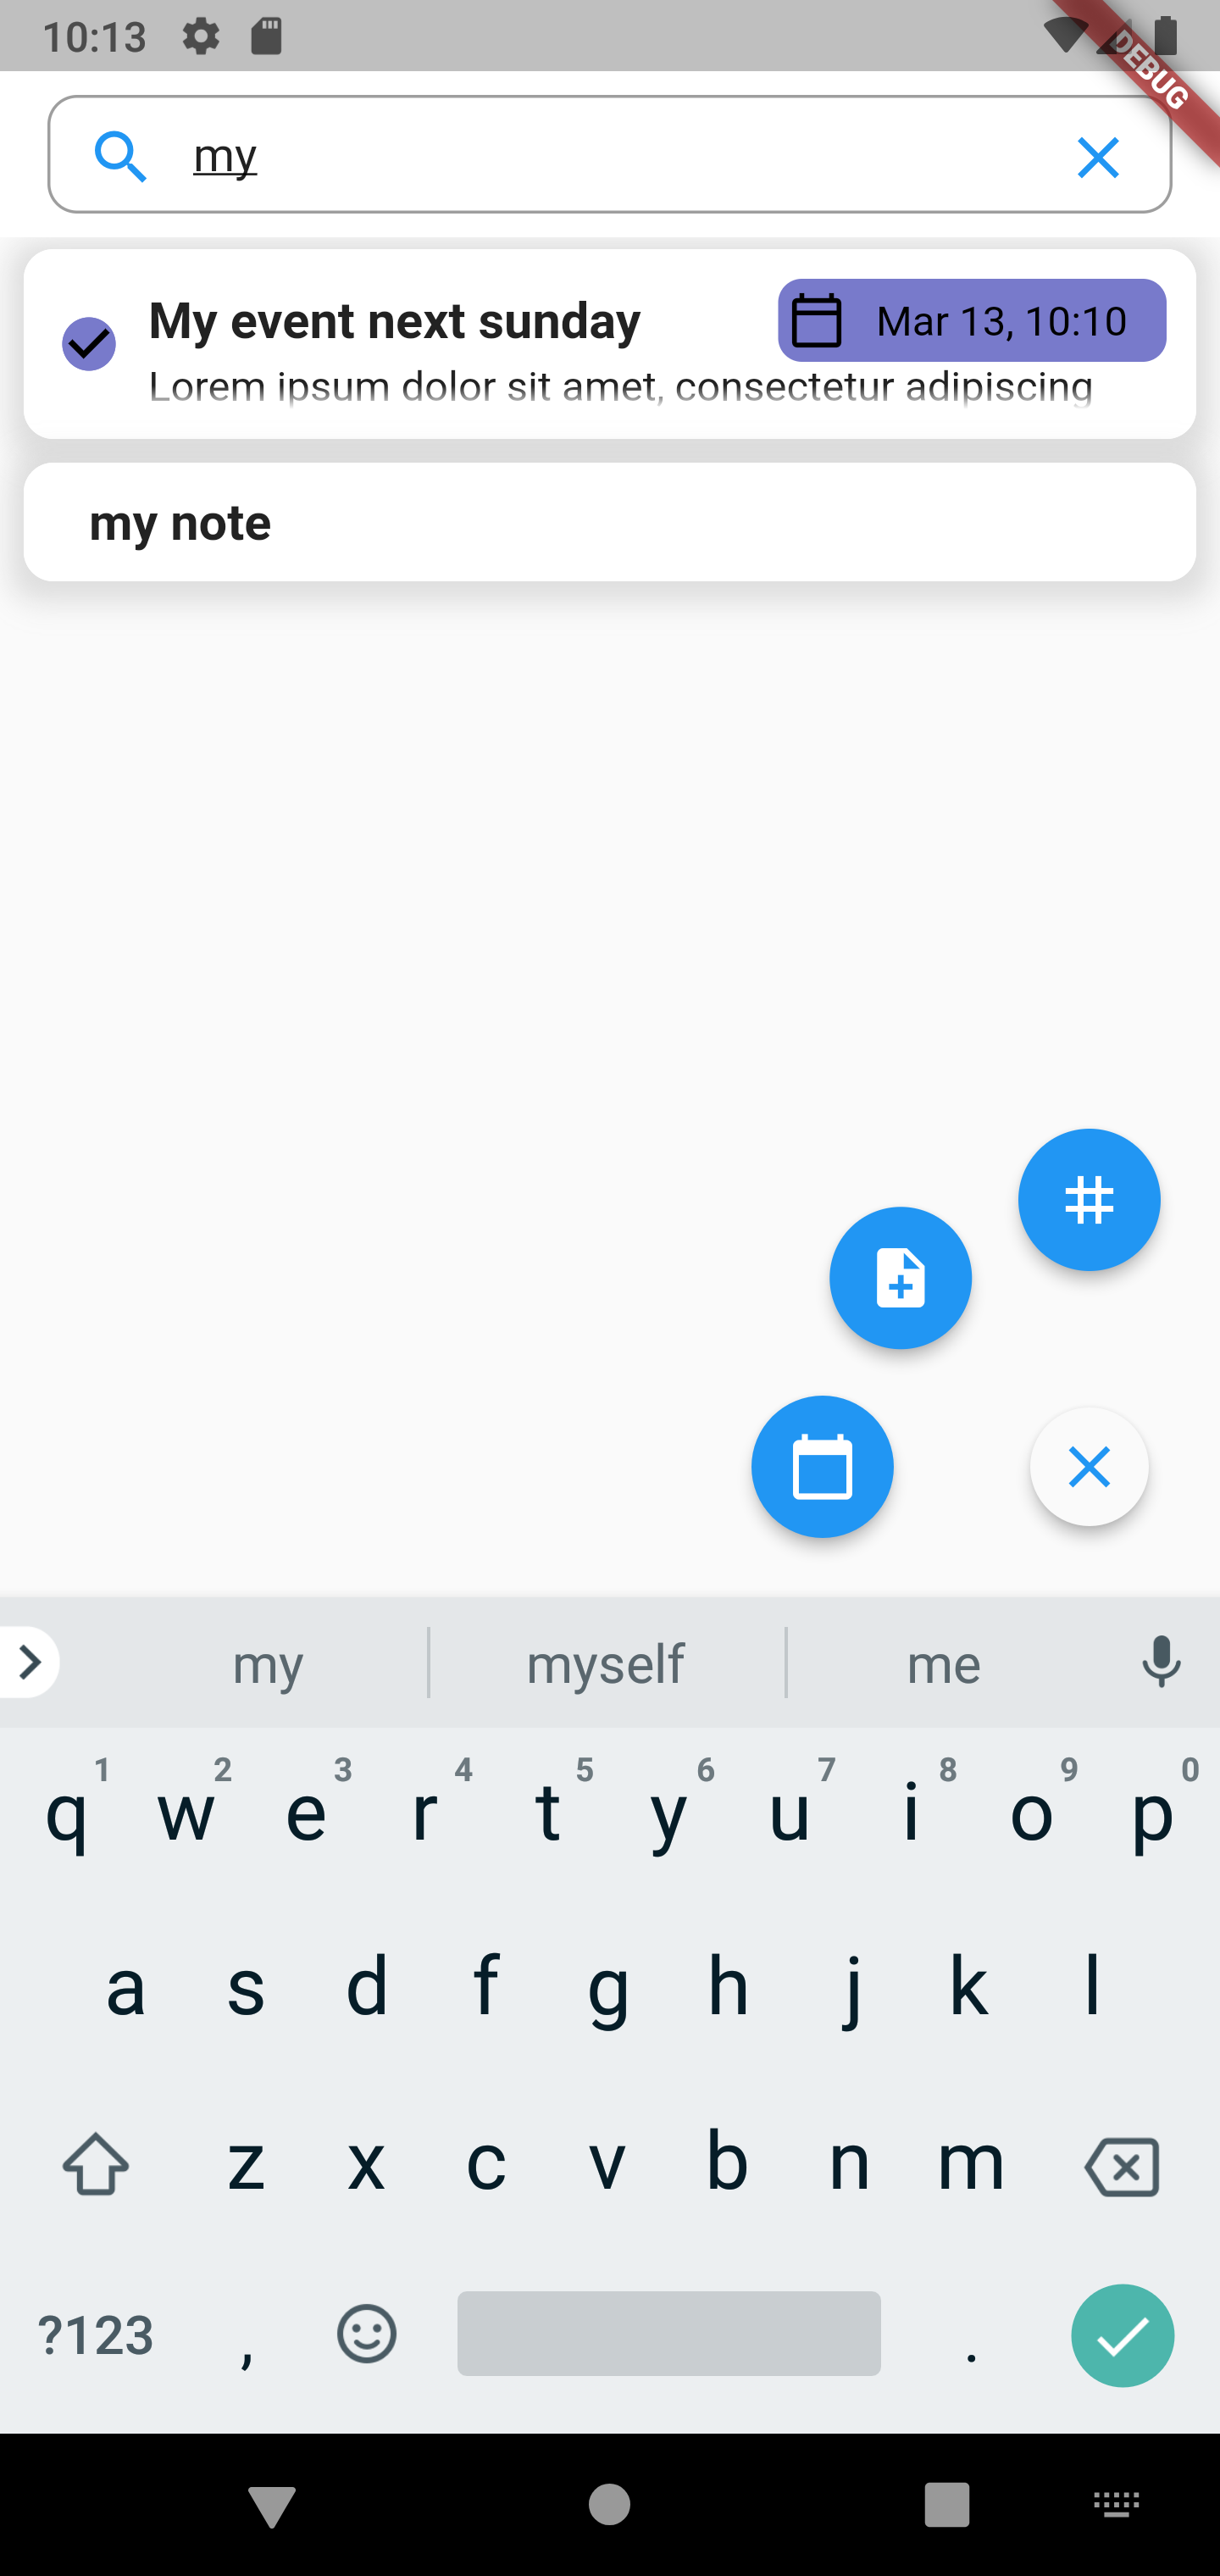 10:13
DEBUG
my
My event next sunday
Mar 13, 10:10
Lorem ipsum dolor sit amet, consectetur adipiscing
my note
my myself me
1 2 3 4 5 6 7 8 9 0
q w e r t y u i o p
a s d f g h j k l
z x c v b n m
?123 , .